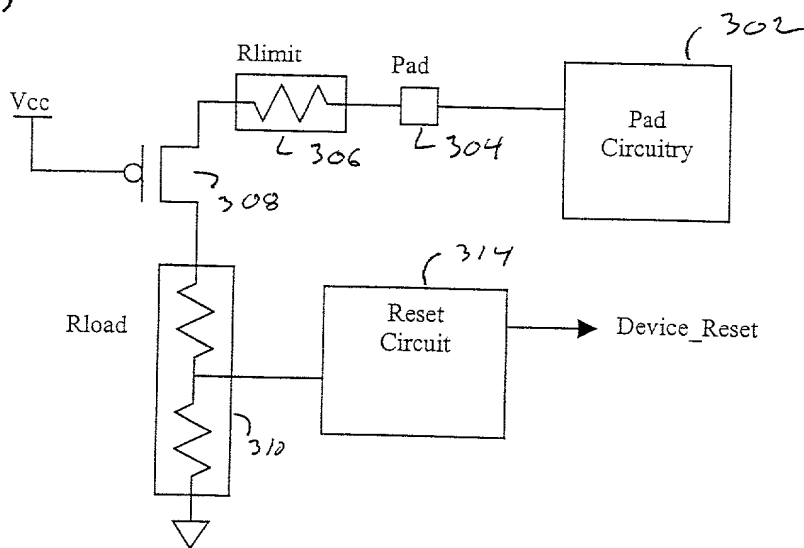 302
Rlimit
Pad
Vcc
Pad
Circuitry
306
304
308
314
Rload
Reset
Circuit
Device_Reset
310